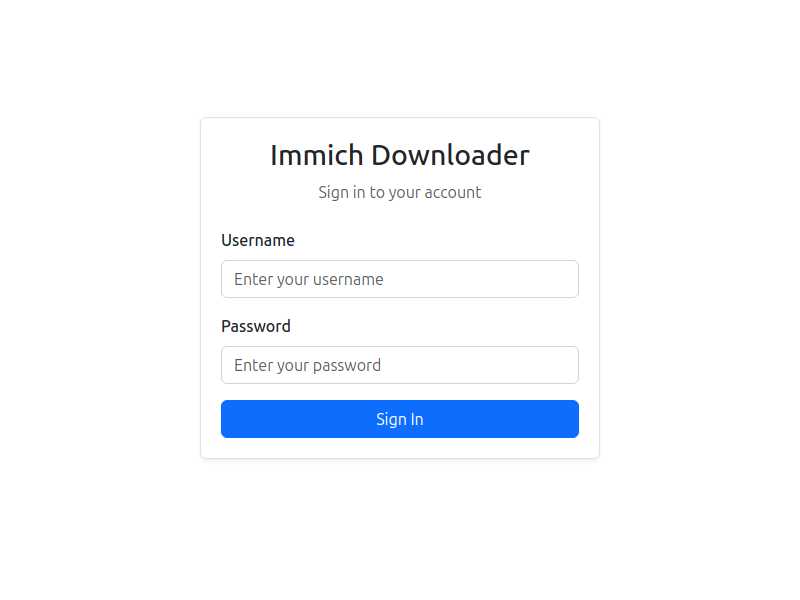 Immich Downloader
Sign in to your account
Username
Enter your username
Password
Enter your password
Sign In